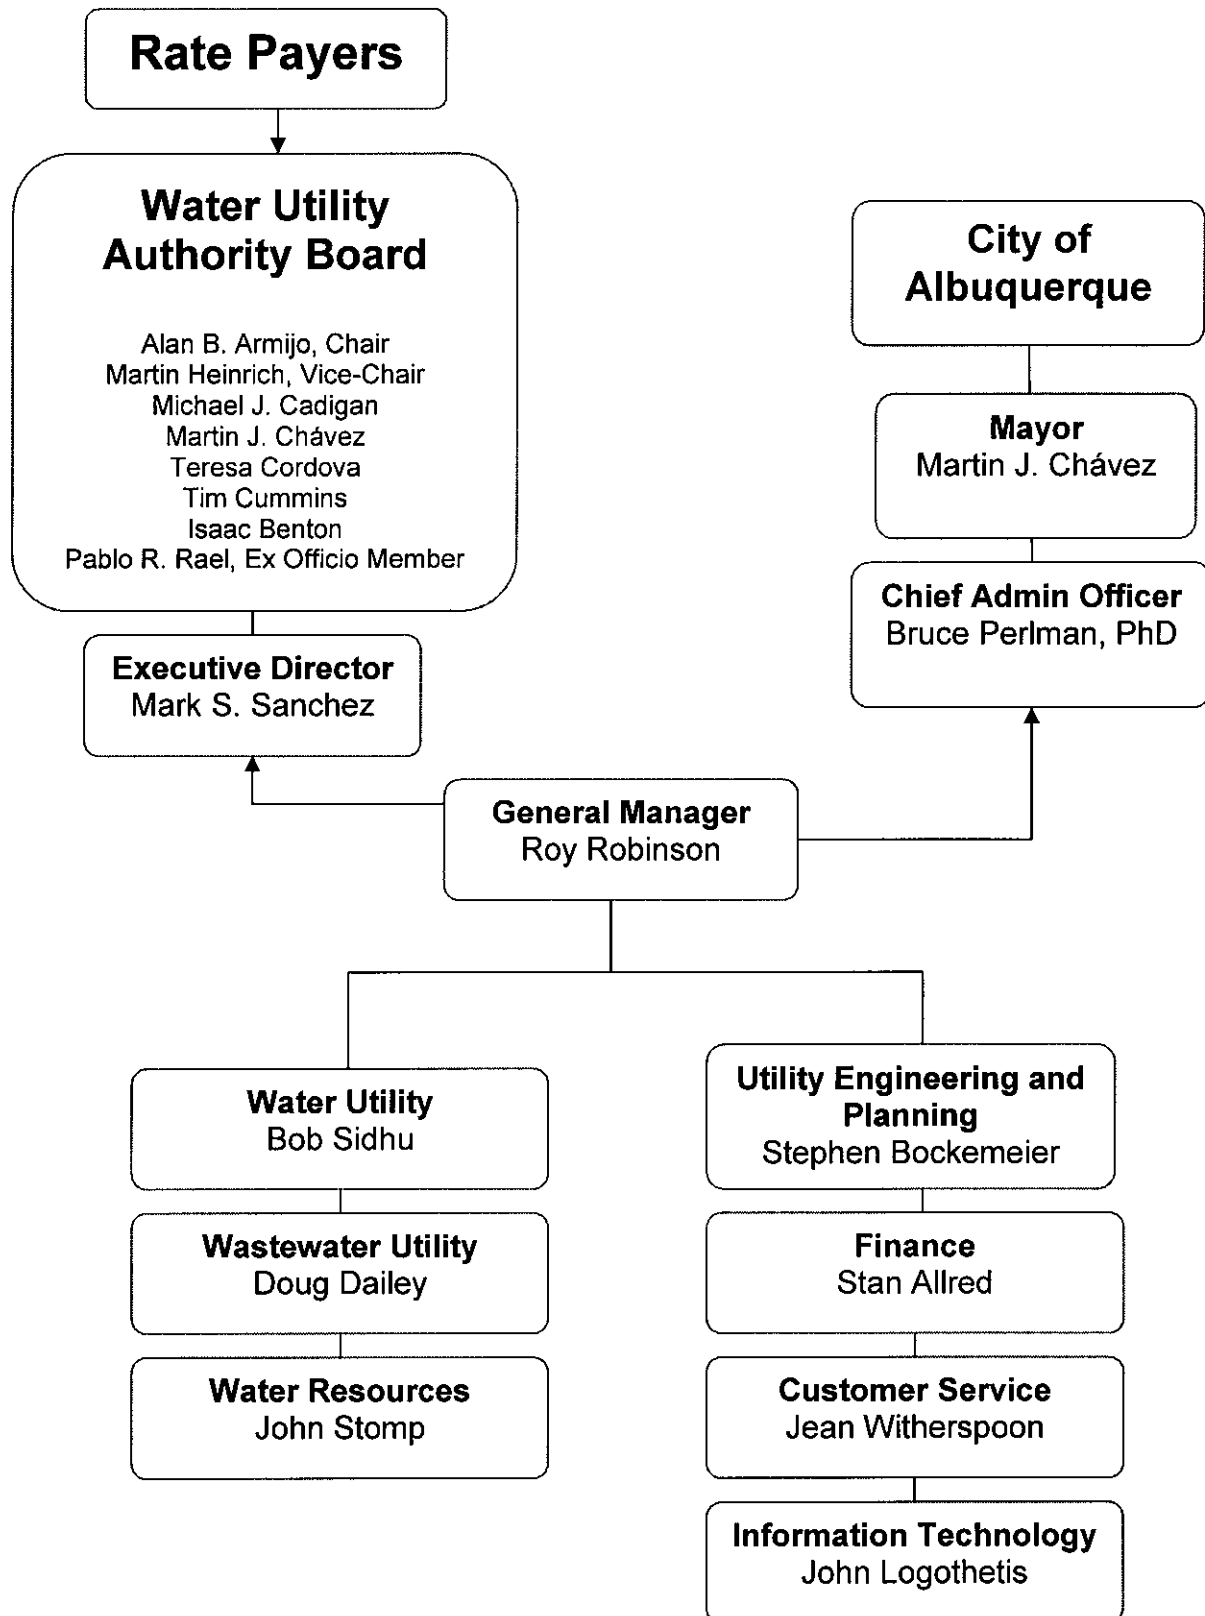 Rate Payers
Water Utility
Authority Board
Alan B. Armijo, Chair
Martin Heinrich, Vice-Chair
Michael J. Cadigan
Martin J. Chávez
Teresa Cordova
Tim Cummins
Isaac Benton
Pablo R. Rael, Ex Officio Member
Executive Director
Mark S. Sanchez
City of
Albuquerque
Mayor
Martin J. Chávez
Chief Admin Officer
Bruce Perlman, PhD
General Manager
Roy Robinson
Water Utility
Bob Sidhu
Wastewater Utility
Doug Dailey
Water Resources
John Stomp
Utility Engineering and
Planning
Stephen Bockemeier
Finance
Stan Allred
Customer Service
Jean Witherspoon
Information Technology
John Logothetis